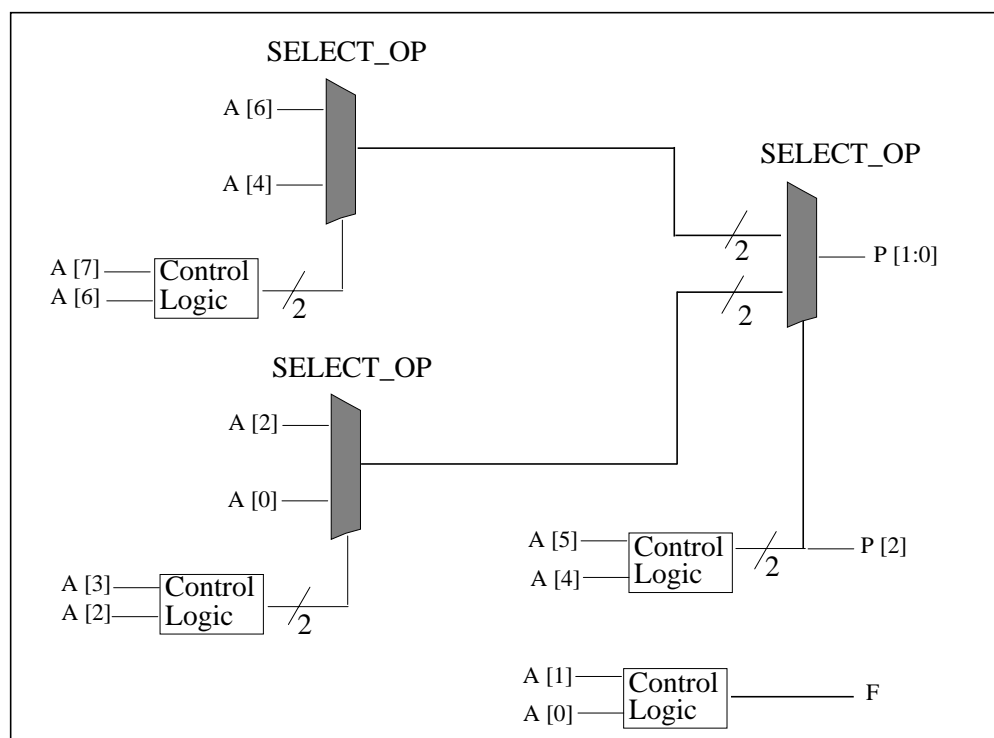 SELECT_OP
A [6]
A [4]
A [7]
A [6]
Control
Logic
2
SELECT_OP
2
2
P [1:0]
SELECT_OP
A [2]
A [0]
A [3]
A [2]
Control
Logic
2
A [5]
A [4]
Control
Logic
2
P [2]
A [1]
A [0]
Control
Logic
F